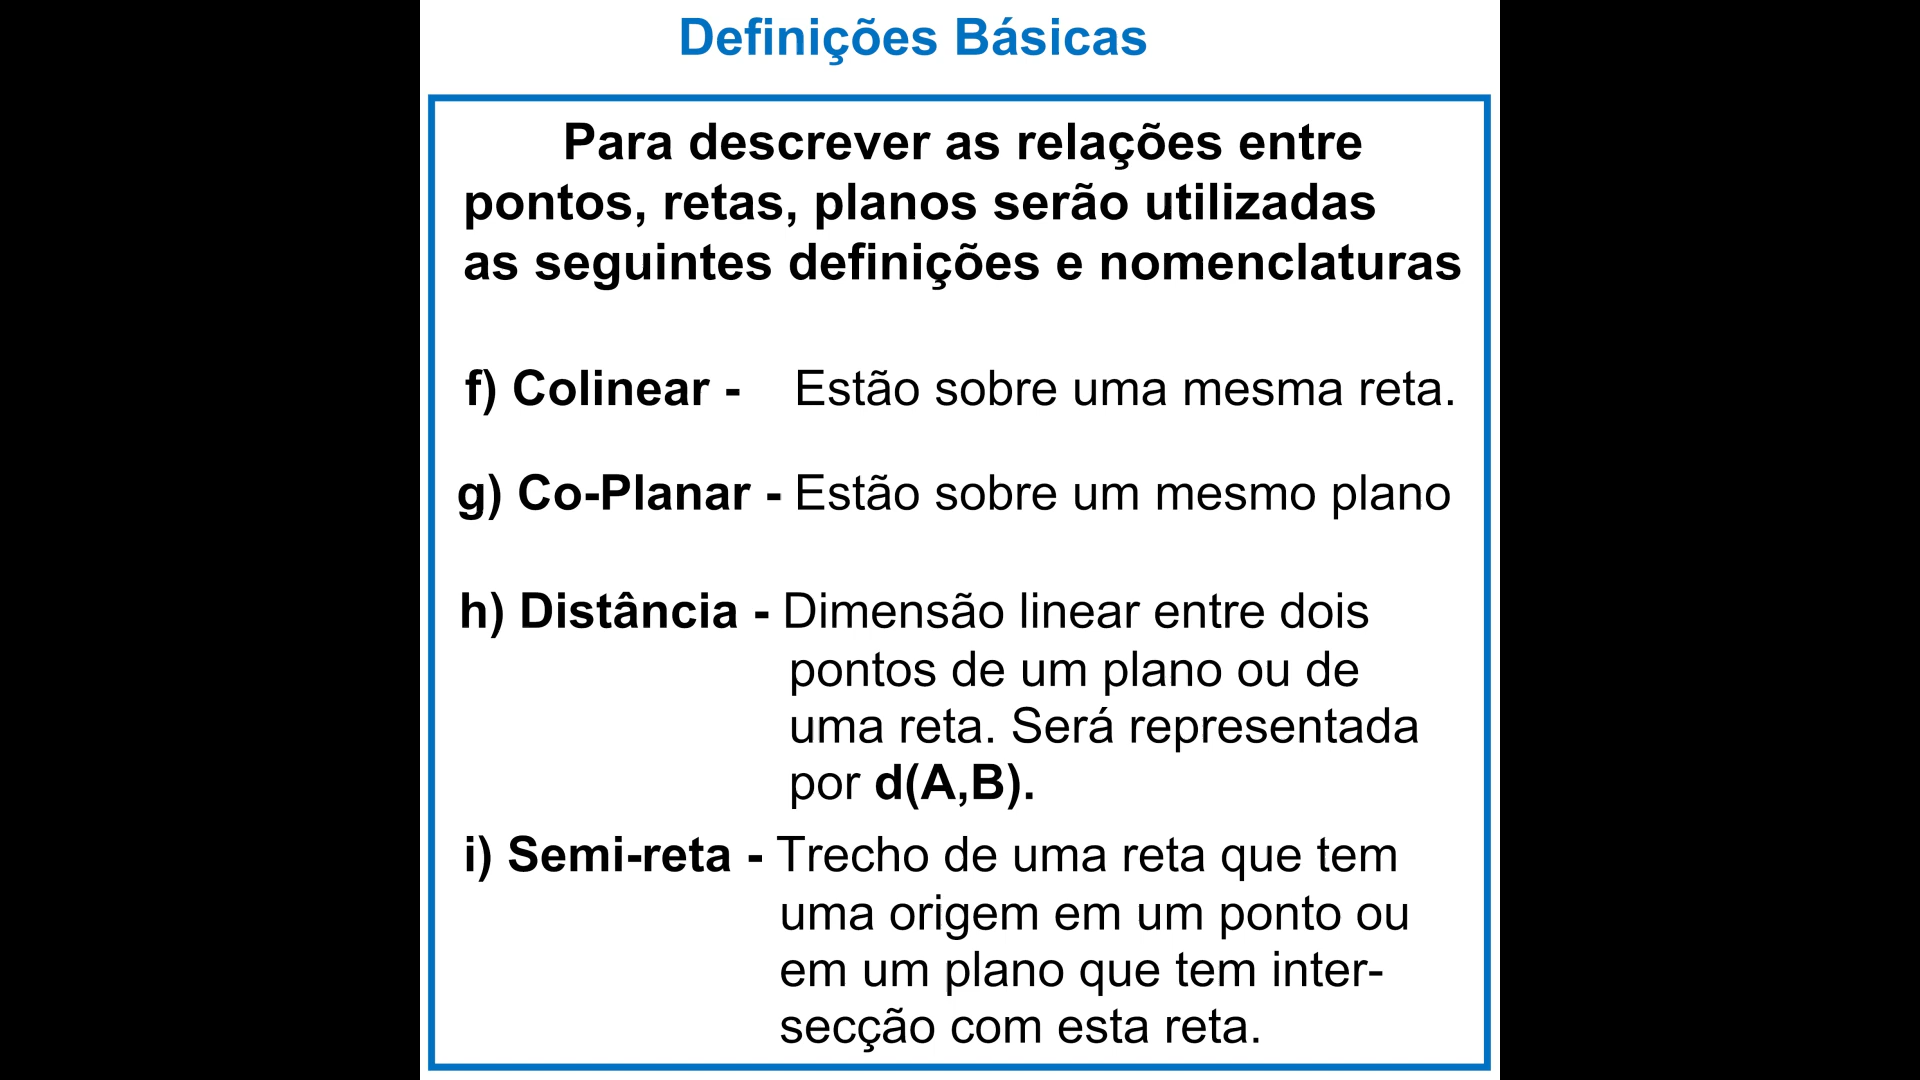 Definições Básicas
Para descrever as relações entre
pontos, retas, planos serão utilizadas
as seguintes definições e nomenclaturas
f) Colinear - Estão sobre uma mesma reta.
g) Co-Planar - Estão sobre um mesmo plano
h) Distância - Dimensão linear entre dois
pontos de um plano ou de
uma reta. Será representada
por d(A,B).
i) Semi-reta - Trecho de uma reta que tem
uma origem em um ponto ou
em um plano que tem inter-
secção com esta reta.